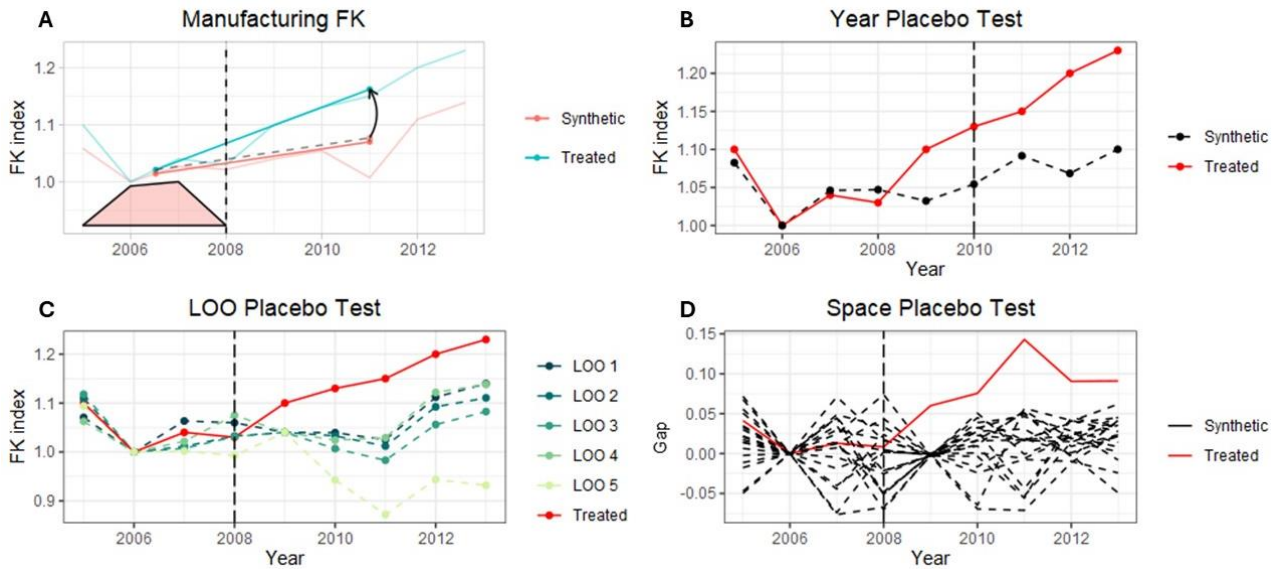 A
Manufacturing FK
FK index
1.2
1.1
1.0
2006 2008 2010 2012
Synthetic
Treated
B
Year Placebo Test
FK index
1.20
1.15
1.10
1.05
1.00
2006 2008 2010 2012
Year
Synthetic
Treated
C
LOO Placebo Test
FK index
1.2
1.1
1.0
0.9
2006 2008 2010 2012
Year
LOO 1
LOO 2
LOO 3
LOO 4
LOO 5
Treated
D
Space Placebo Test
Gap
0.15
0.10
0.05
0.00
-0.05
2006 2008 2010 2012
Year
Synthetic
Treated